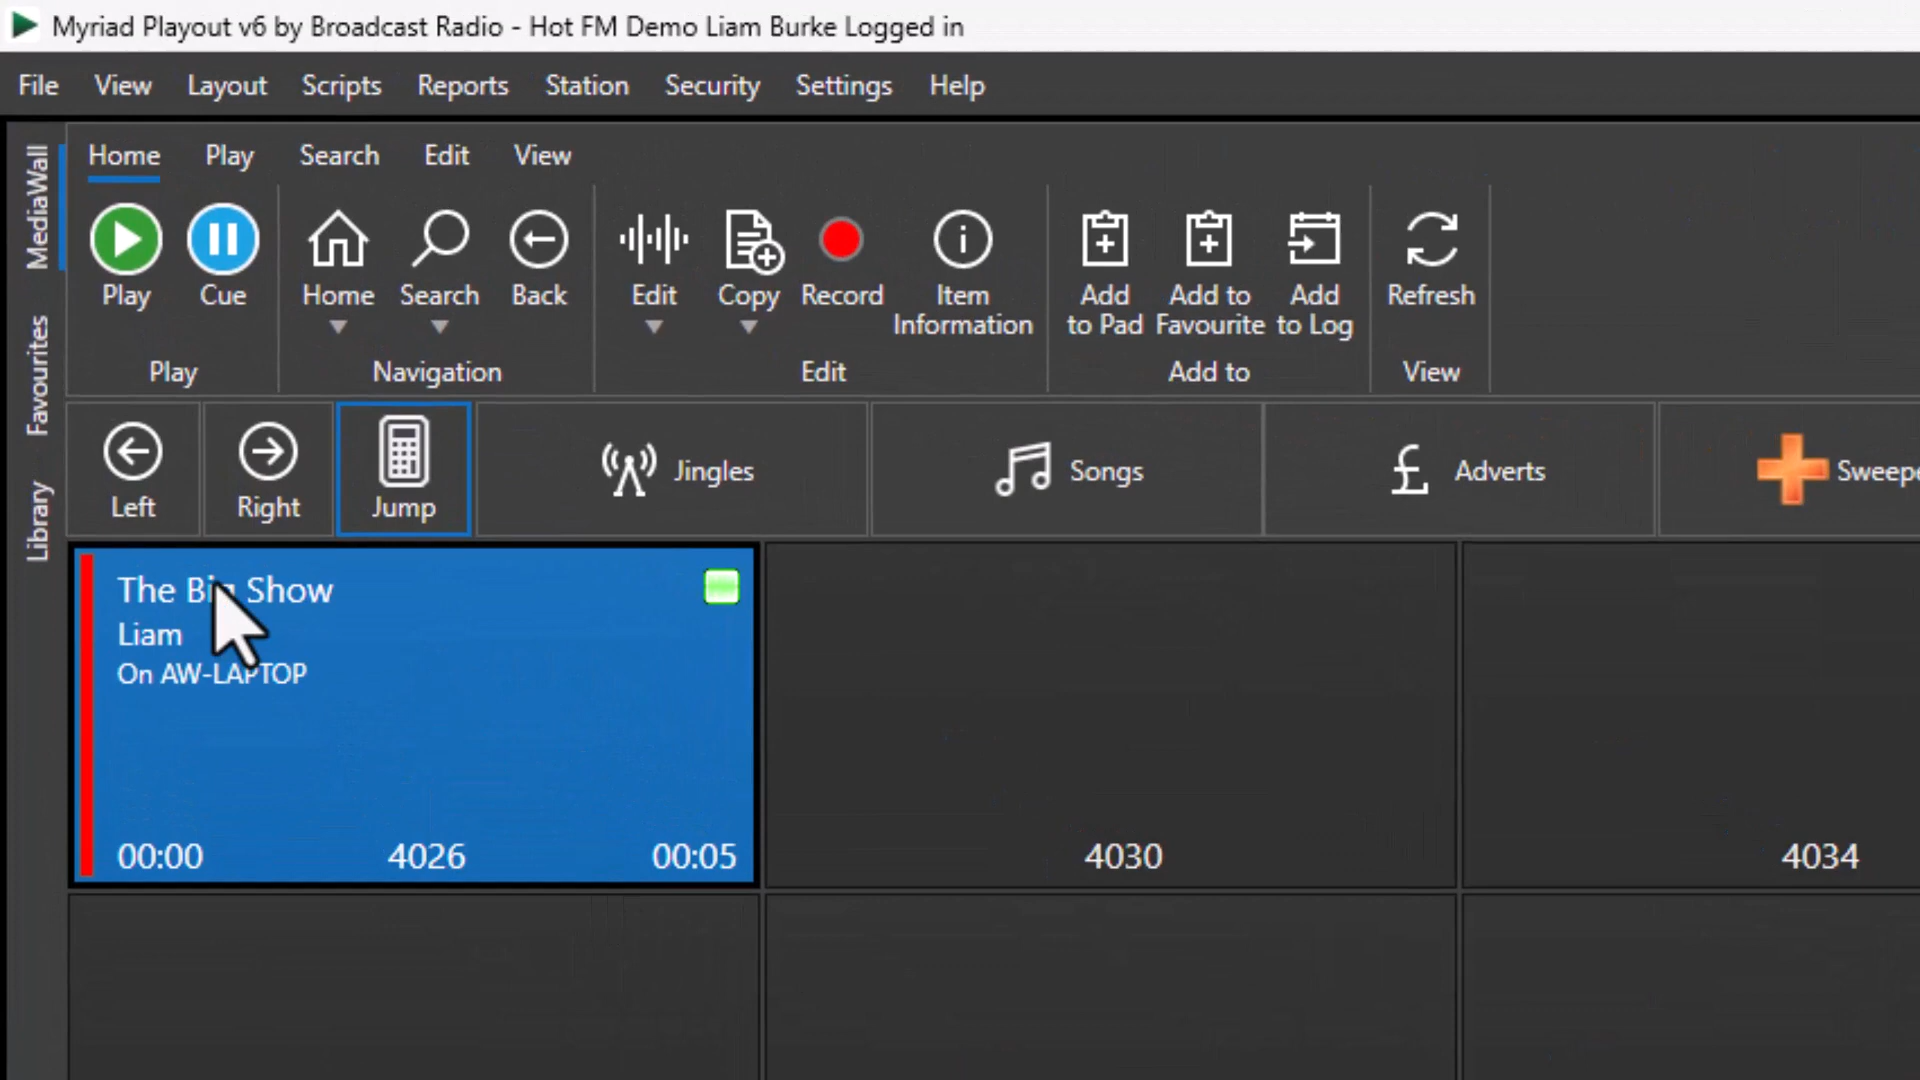 Myriad Playout v6 by Broadcast Radio - Hot FM Demo Liam Burke Logged in
File View Layout Scripts Reports Station Security Settings Help
MediaWall
Favourites
Library
Home Play Search Edit View
Play Cue Home Search Back Edit Copy Record Item Information Add to Pad Add to Favourite Add to Log Refresh
Play Navigation Edit Add to View
Left Right Jump Jingles Songs £ Adverts
The Big Show
Liam
On AW-LAPTOP
00:00 4026 00:05 4030 4034